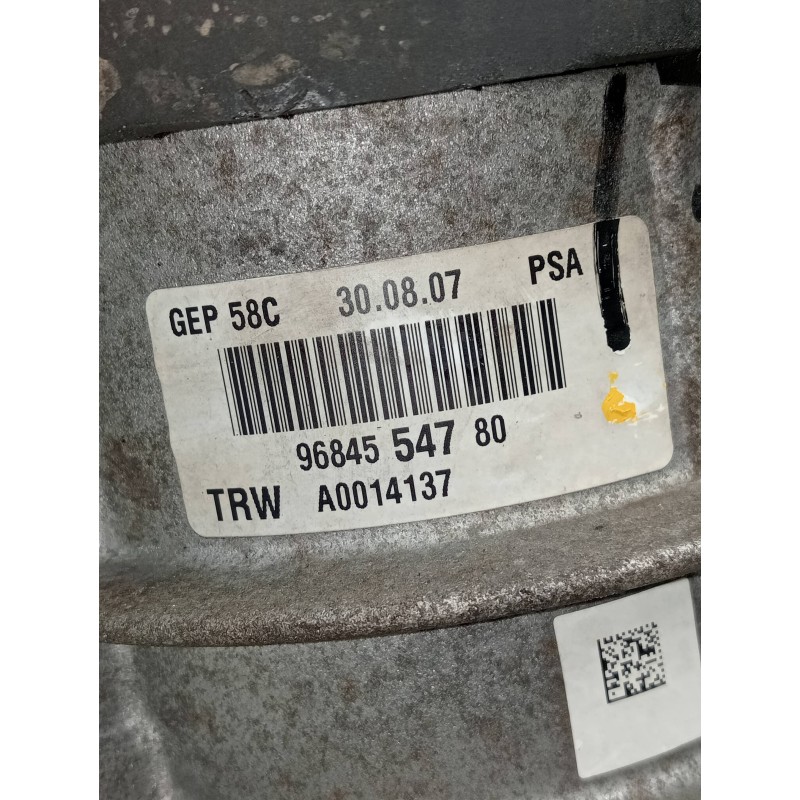 GEP 58C 30.08.07 PSA
96845 547 80
TRW A0014137